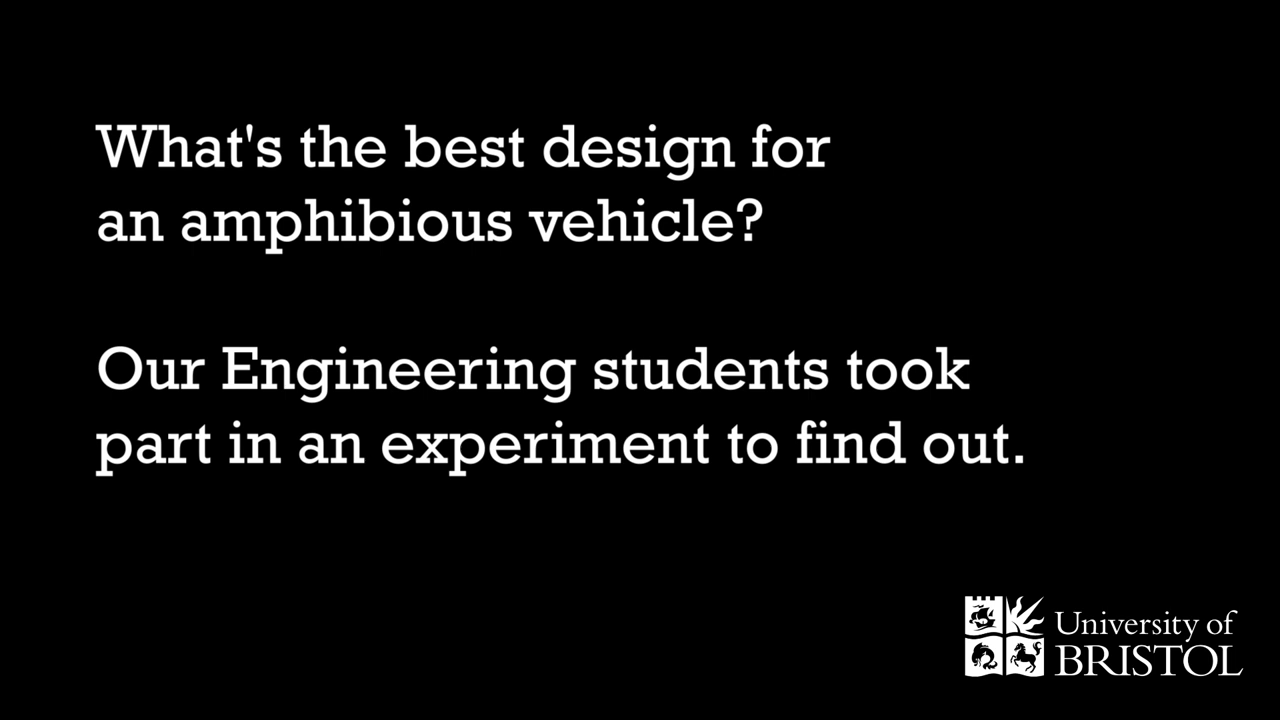 What's the best design for
an amphibious vehicle?
Our Engineering students took
part in an experiment to find out.
University of
BRISTOL